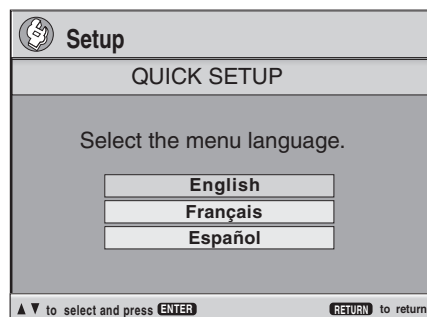 Setup
QUICK SETUP
Select the menu language.
English
Français
Español
▲ ▼ to select and press ENTER RETURN to return